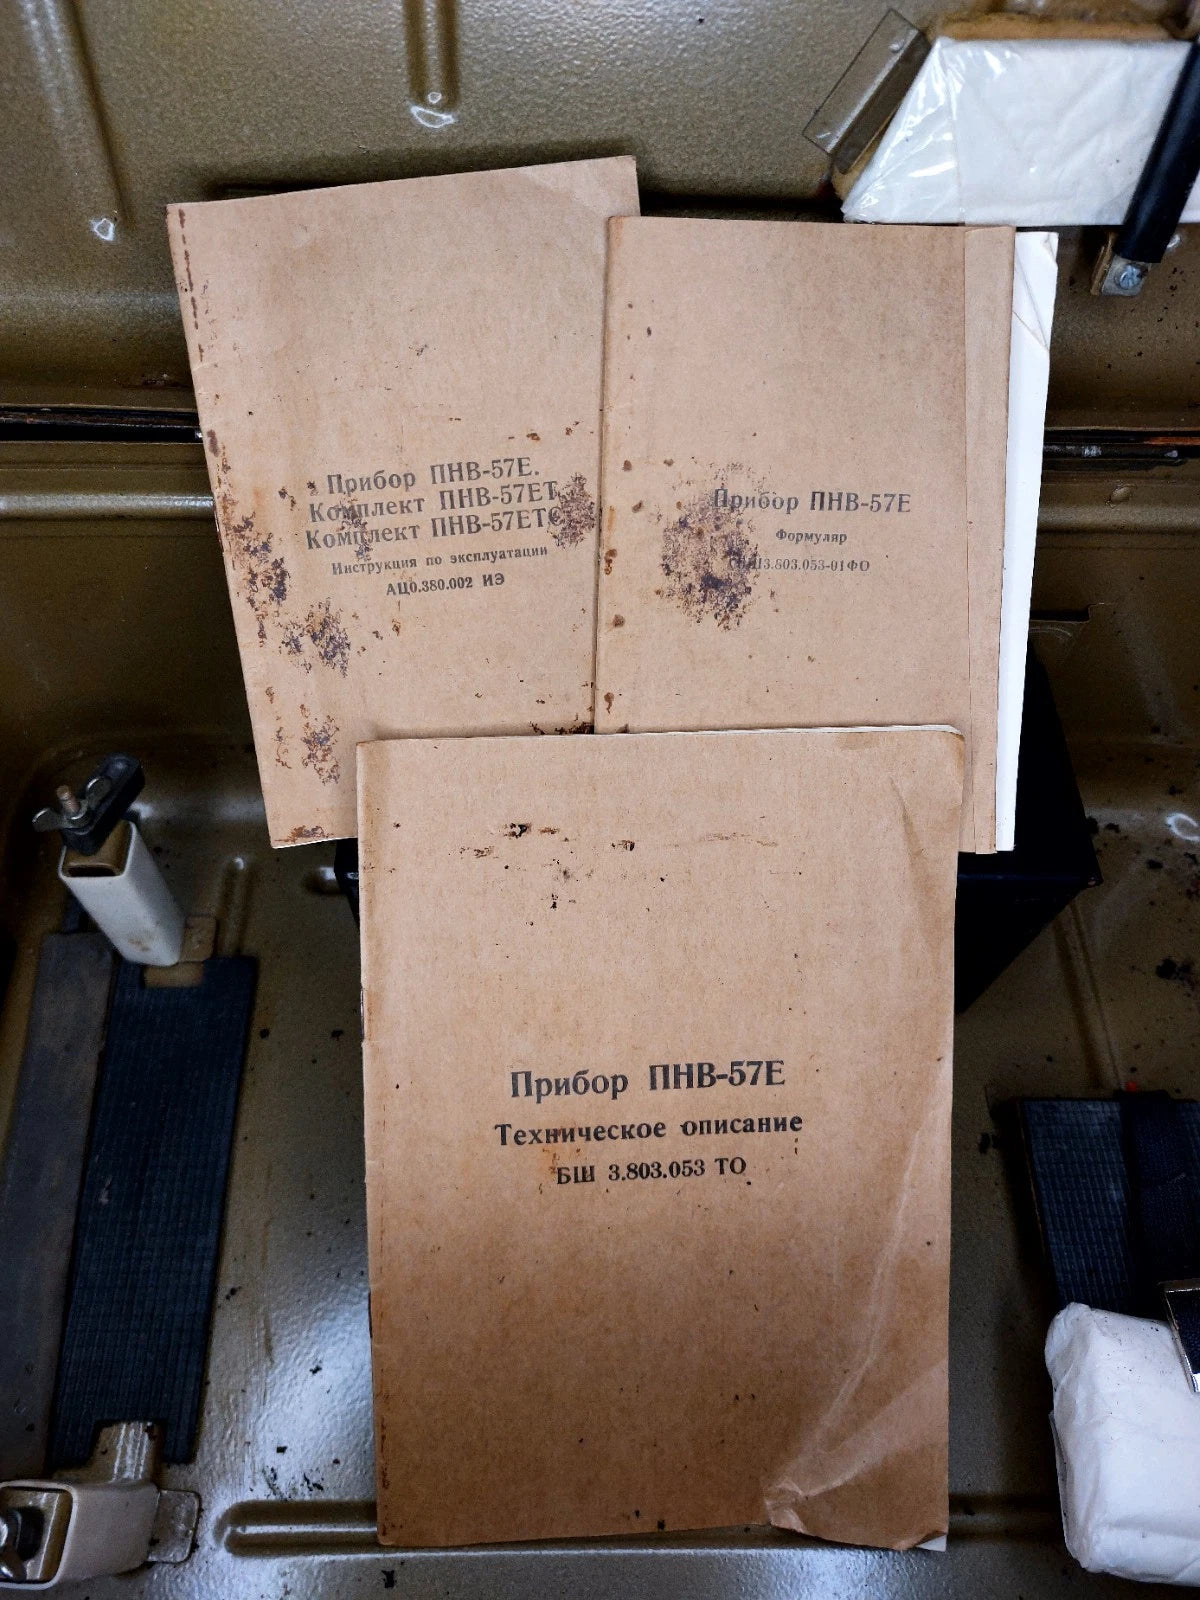 Прибор ПНВ-57Е.
Комплект ПНВ-57ЕТ
Комплект ПНВ-57ЕТС
Инструкция по эксплуатации
АЦ0.380.002 ИЭ
Прибор ПНВ-57Е
Формуляр
Прибор ПНВ-57Е
Техническое описание
БШ 3.803.053 ТО